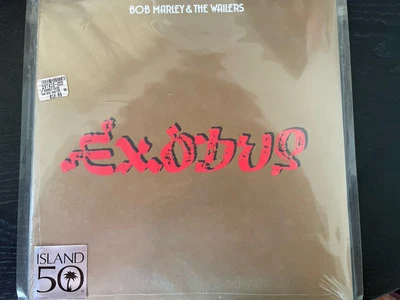 BOB MARLEY & THE WAILERS
Exodus
ISLAND
50